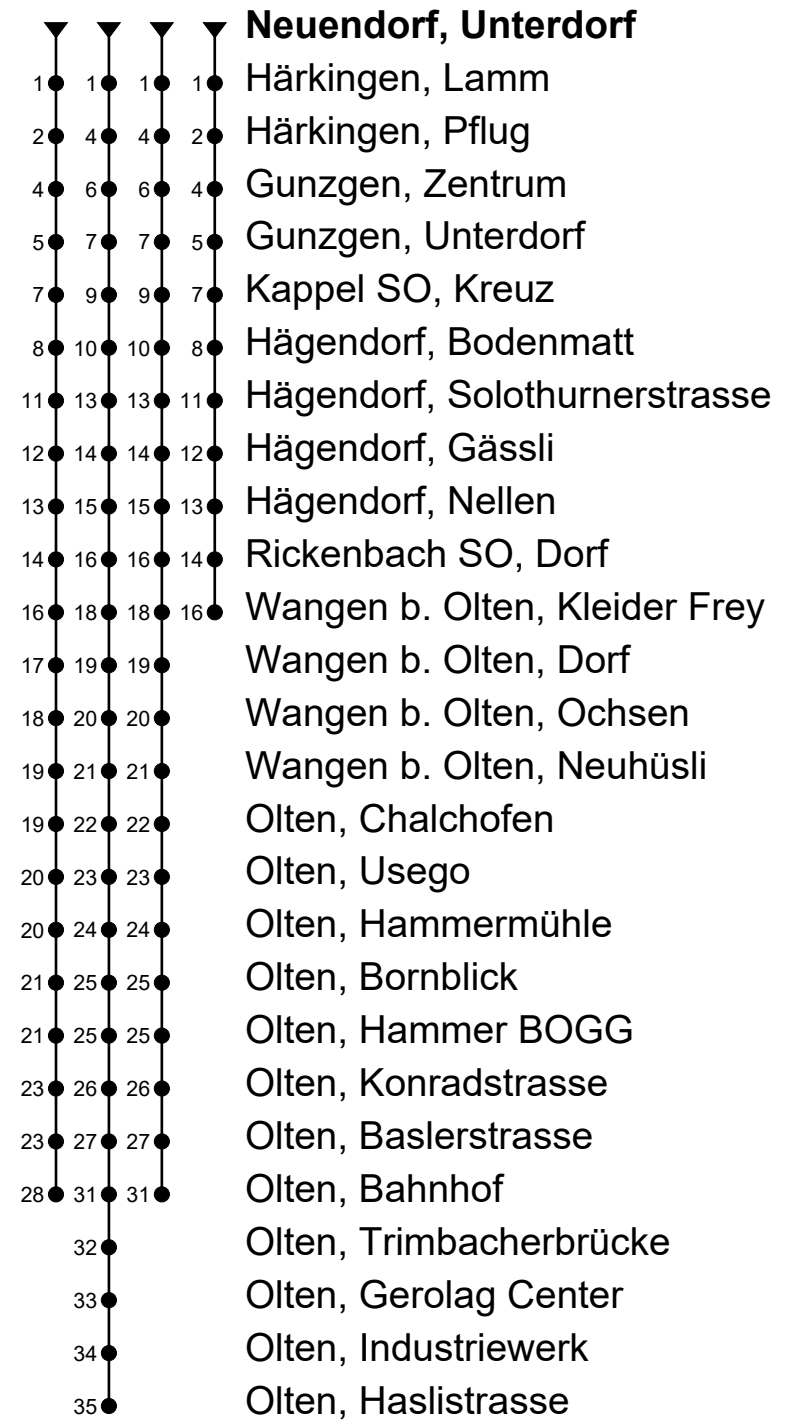 Neuendorf, Unterdorf
1 1 1 1 Härkingen, Lamm
2 4 4 2 Härkingen, Pflug
4 6 6 4 Gunzgen, Zentrum
5 7 7 5 Gunzgen, Unterdorf
7 9 9 7 Kappel SO, Kreuz
8 10 10 8 Hägendorf, Bodenmatt
11 13 13 11 Hägendorf, Solothurnerstrasse
12 14 14 12 Hägendorf, Gässli
13 15 15 13 Hägendorf, Nellen
14 16 16 14 Rickenbach SO, Dorf
16 18 18 16 Wangen b. Olten, Kleider Frey
17 19 19 Wangen b. Olten, Dorf
18 20 20 Wangen b. Olten, Ochsen
19 21 21 Wangen b. Olten, Neuhüsli
19 22 22 Olten, Chalchofen
20 23 23 Olten, Usego
20 24 24 Olten, Hammermühle
21 25 25 Olten, Bornblick
21 25 25 Olten, Hammer BOGG
23 26 26 Olten, Konradstrasse
23 27 27 Olten, Baslerstrasse
28 31 31 Olten, Bahnhof
32 Olten, Trimbacherbrücke
33 Olten, Gerolag Center
34 Olten, Industriewerk
35 Olten, Haslistrasse